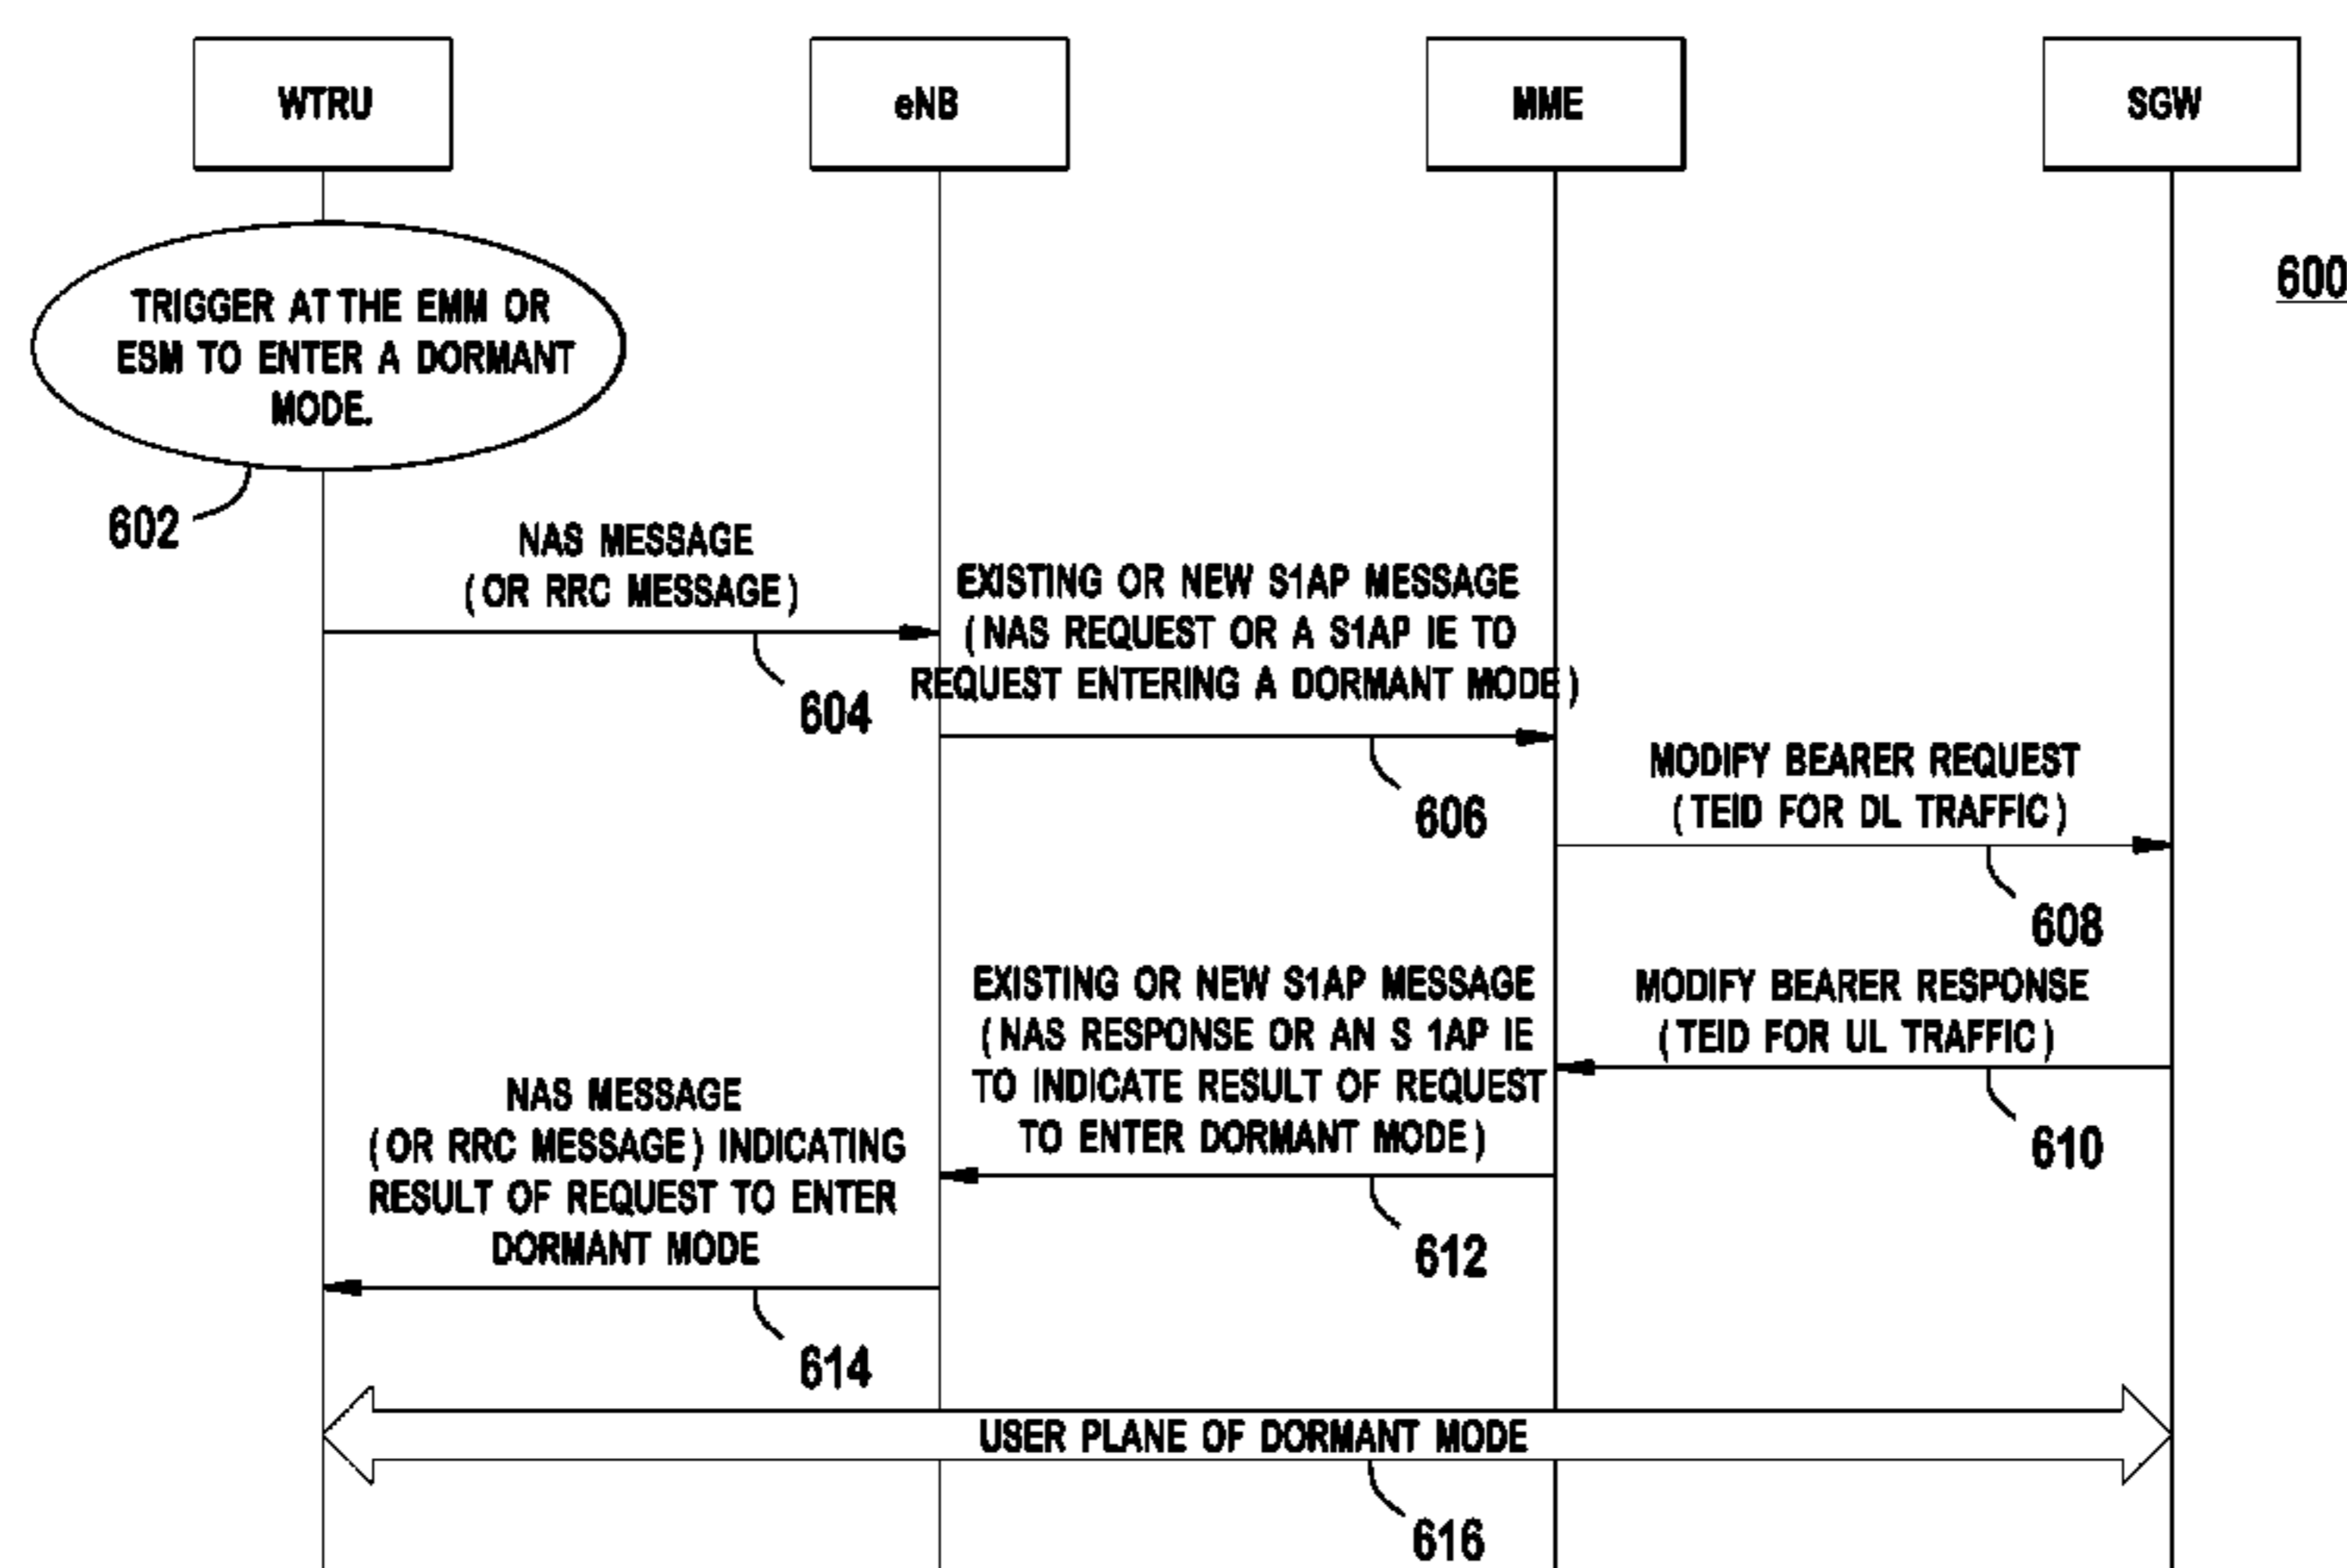 WTRU
eNB
MME
SGW
600
TRIGGER AT THE EMM OR
ESM TO ENTER A DORMANT
MODE.
602
NAS MESSAGE
(OR RRC MESSAGE)
604
EXISTING OR NEW S1AP MESSAGE
(NAS REQUEST OR A S1AP IE TO
REQUEST ENTERING A DORMANT MODE)
606
MODIFY BEARER REQUEST
(TEID FOR DL TRAFFIC)
608
MODIFY BEARER RESPONSE
(TEID FOR UL TRAFFIC)
610
EXISTING OR NEW S1AP MESSAGE
(NAS RESPONSE OR AN S 1AP IE
TO INDICATE RESULT OF REQUEST
TO ENTER DORMANT MODE)
612
NAS MESSAGE
(OR RRC MESSAGE) INDICATING
RESULT OF REQUEST TO ENTER
DORMANT MODE
614
USER PLANE OF DORMANT MODE
616